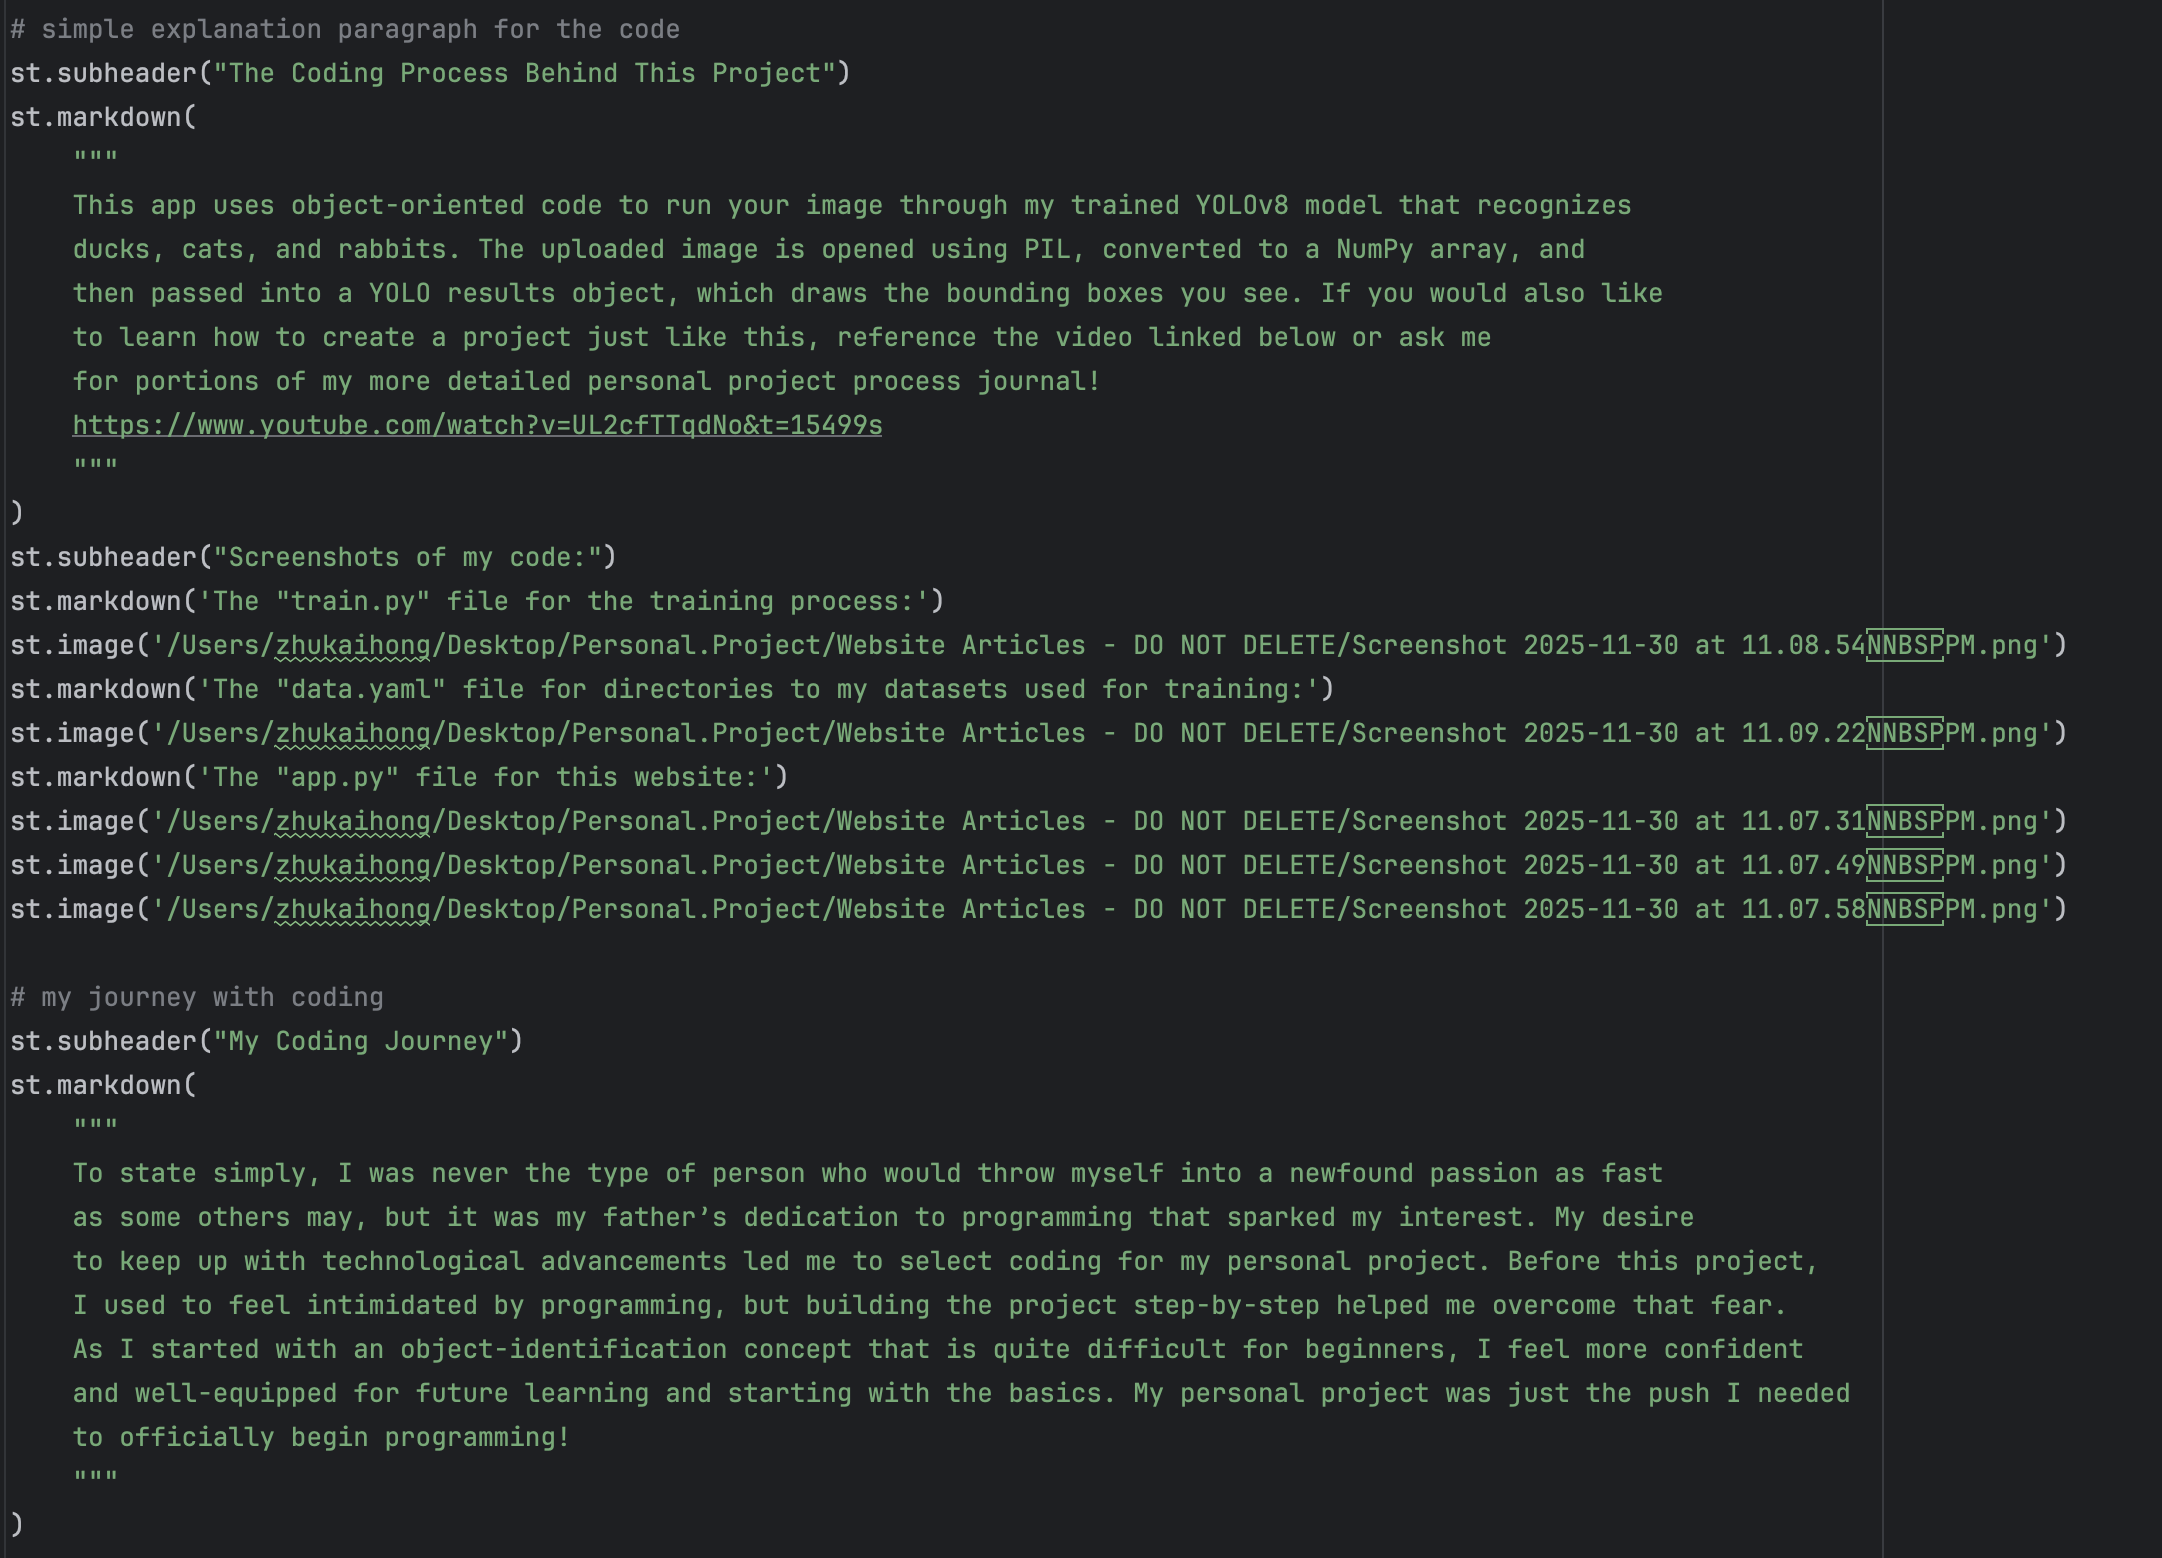 # simple explanation paragraph for the code
st.subheader("The Coding Process Behind This Project")
st.markdown(
    """
    This app uses object-oriented code to run your image through my trained YOLOv8 model that recognizes
    ducks, cats, and rabbits. The uploaded image is opened using PIL, converted to a NumPy array, and
    then passed into a YOLO results object, which draws the bounding boxes you see. If you would also like
    to learn how to create a project just like this, reference the video linked below or ask me
    for portions of my more detailed personal project process journal!
    https://www.youtube.com/watch?v=UL2cfTTqdNo&t=15499s
    """
)
st.subheader("Screenshots of my code:")
st.markdown('The "train.py" file for the training process:')
st.image('/Users/zhukaihong/Desktop/Personal.Project/Website Articles - DO NOT DELETE/Screenshot 2025-11-30 at 11.08.54NNBSPPM.png')
st.markdown('The "data.yaml" file for directories to my datasets used for training:')
st.image('/Users/zhukaihong/Desktop/Personal.Project/Website Articles - DO NOT DELETE/Screenshot 2025-11-30 at 11.09.22NNBSPPM.png')
st.markdown('The "app.py" file for this website:')
st.image('/Users/zhukaihong/Desktop/Personal.Project/Website Articles - DO NOT DELETE/Screenshot 2025-11-30 at 11.07.31NNBSPPM.png')
st.image('/Users/zhukaihong/Desktop/Personal.Project/Website Articles - DO NOT DELETE/Screenshot 2025-11-30 at 11.07.49NNBSPPM.png')
st.image('/Users/zhukaihong/Desktop/Personal.Project/Website Articles - DO NOT DELETE/Screenshot 2025-11-30 at 11.07.58NNBSPPM.png')

# my journey with coding
st.subheader("My Coding Journey")
st.markdown(
    """
    To state simply, I was never the type of person who would throw myself into a newfound passion as fast
    as some others may, but it was my father’s dedication to programming that sparked my interest. My desire
    to keep up with technological advancements led me to select coding for my personal project. Before this project,
    I used to feel intimidated by programming, but building the project step-by-step helped me overcome that fear.
    As I started with an object-identification concept that is quite difficult for beginners, I feel more confident
    and well-equipped for future learning and starting with the basics. My personal project was just the push I needed
    to officially begin programming!
    """
)